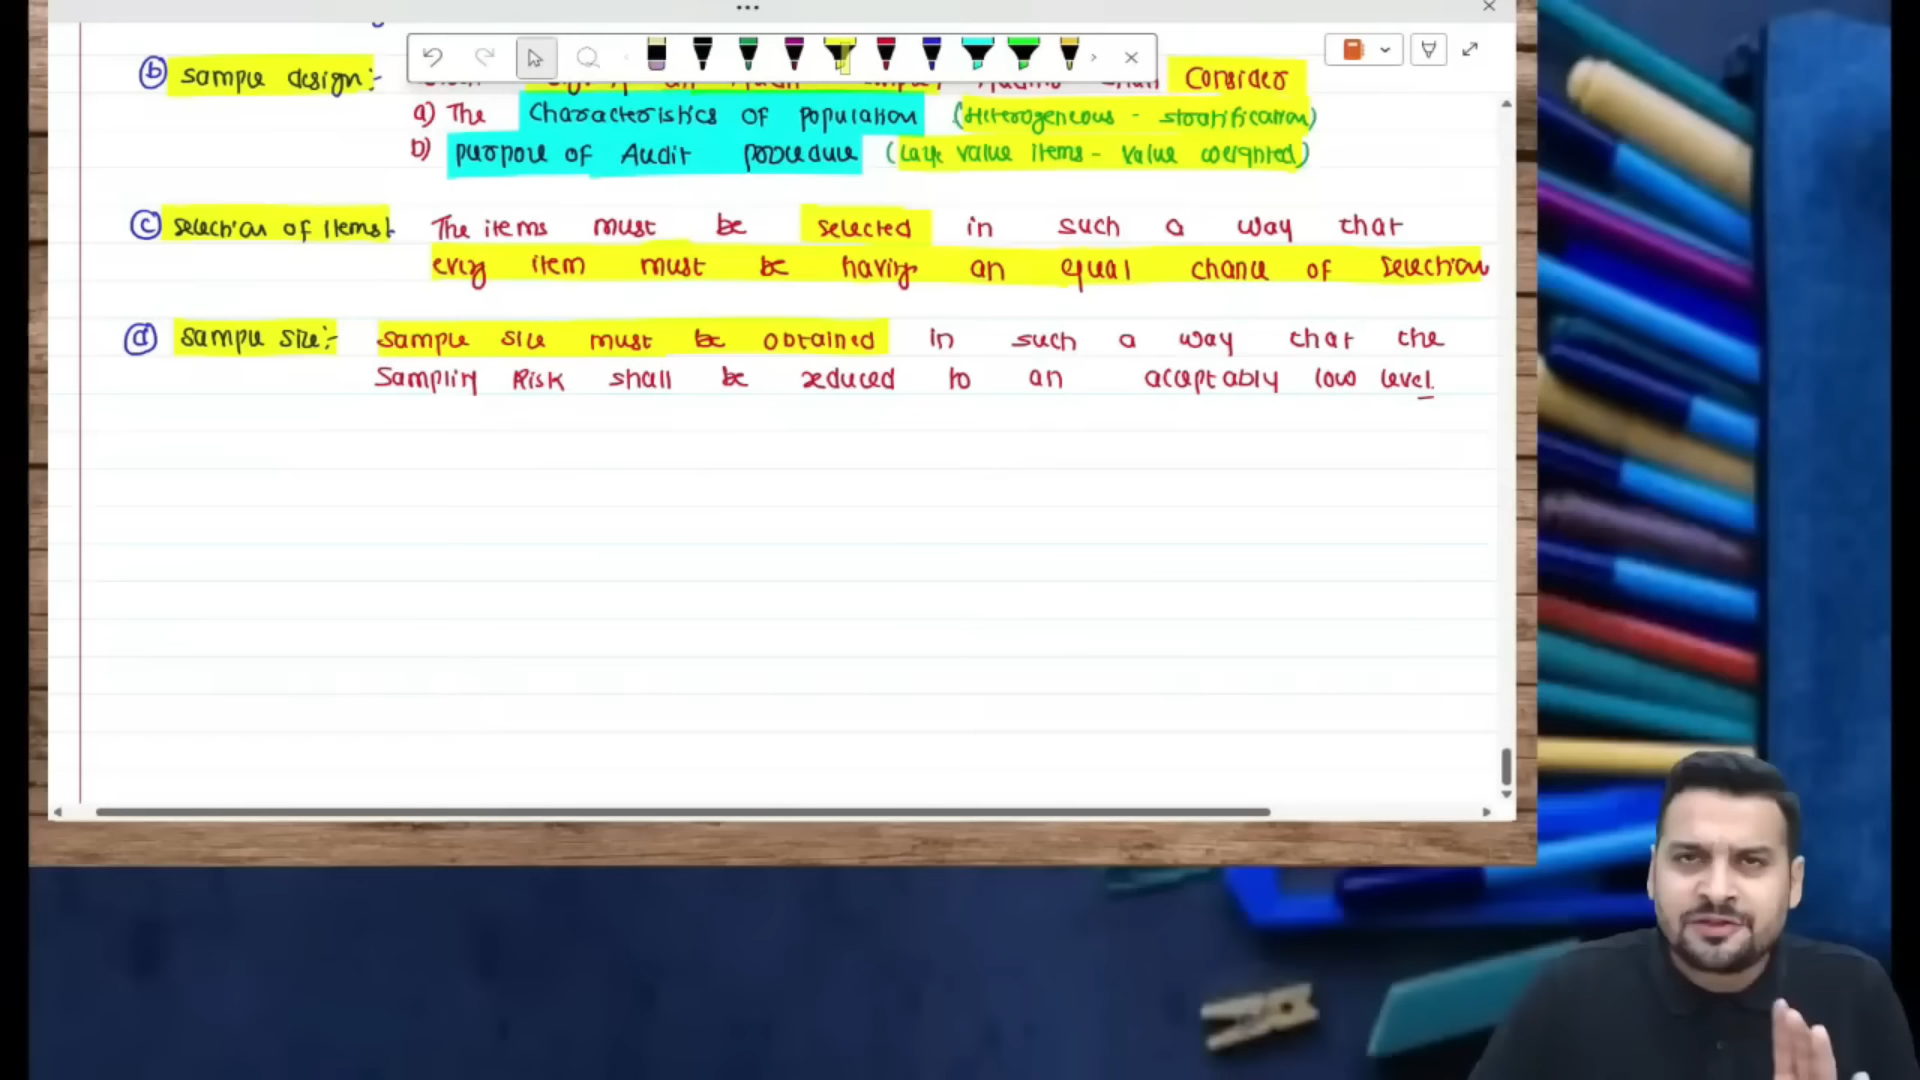 ⓑ Sample design:- Consider
a) The Characteristics of population (Heterogeneous - stratification)
b) purpose of Audit procedure (Large value items - Value weighted)
ⓒ Selection of Items:- The items must be selected in such a way that
every item must be having an equal chance of selection
ⓓ Sample size:- Sample size must be obtained in such a way that the
Sampling Risk shall be reduced to an acceptably low level.